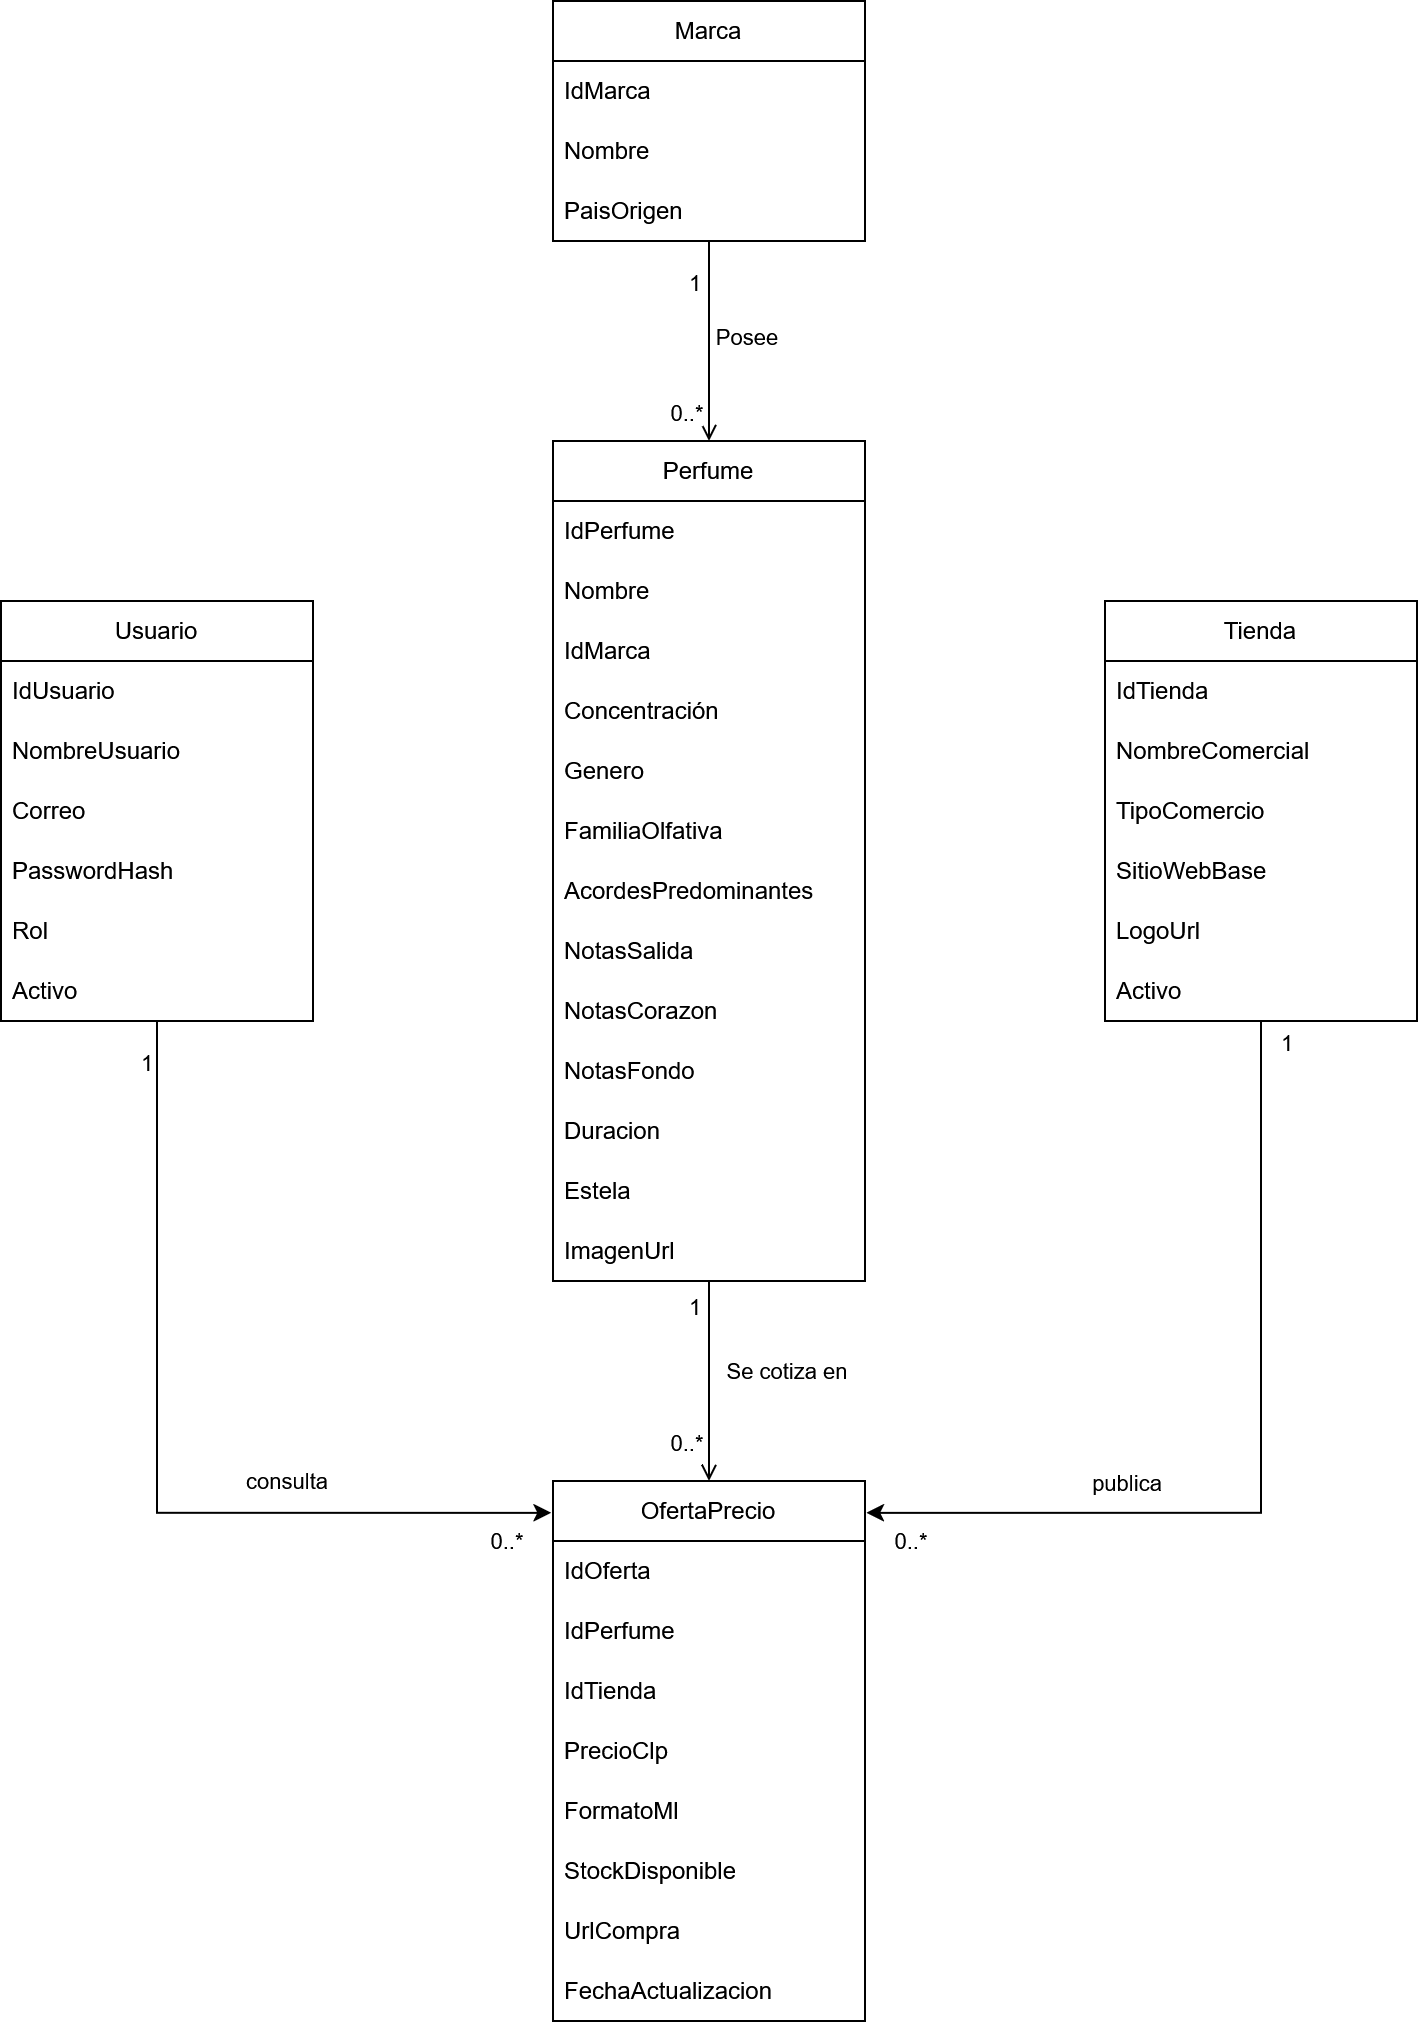 Marca
IdMarca
Nombre
PaisOrigen
1
Posee
0..*
Perfume
IdPerfume
Nombre
IdMarca
Concentración
Genero
FamiliaOlfativa
AcordesPredominantes
NotasSalida
NotasCorazon
NotasFondo
Duracion
Estela
ImagenUrl
Usuario
IdUsuario
NombreUsuario
Correo
PasswordHash
Rol
Activo
Tienda
IdTienda
NombreComercial
TipoComercio
SitioWebBase
LogoUrl
Activo
1
1
1
Se cotiza en
0..*
consulta
0..*
publica
0..*
OfertaPrecio
IdOferta
IdPerfume
IdTienda
PrecioClp
FormatoMl
StockDisponible
UrlCompra
FechaActualizacion